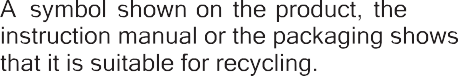 A symbol shown on the product, the
instruction manual or the packaging shows
that it is suitable for recycling.